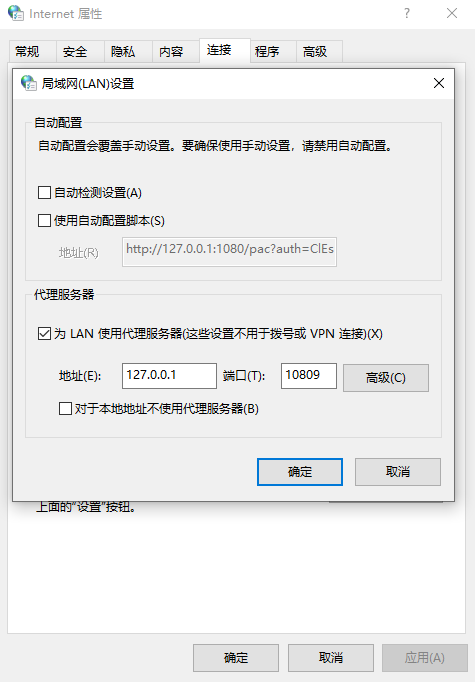 Internet 属性
常规 安全 隐私 内容 连接 程序 高级
局域网(LAN)设置
自动配置
自动配置会覆盖手动设置。要确保使用手动设置，请禁用自动配置。
自动检测设置(A)
使用自动配置脚本(S)
地址(R) http://127.0.0.1:1080/pac?auth=ClEs
代理服务器
为 LAN 使用代理服务器(这些设置不用于拨号或 VPN 连接)(X)
地址(E): 127.0.0.1 端口(T): 10809 高级(C)
对于本地地址不使用代理服务器(B)
确定 取消
上面的“设置”按钮。
确定 取消 应用(A)